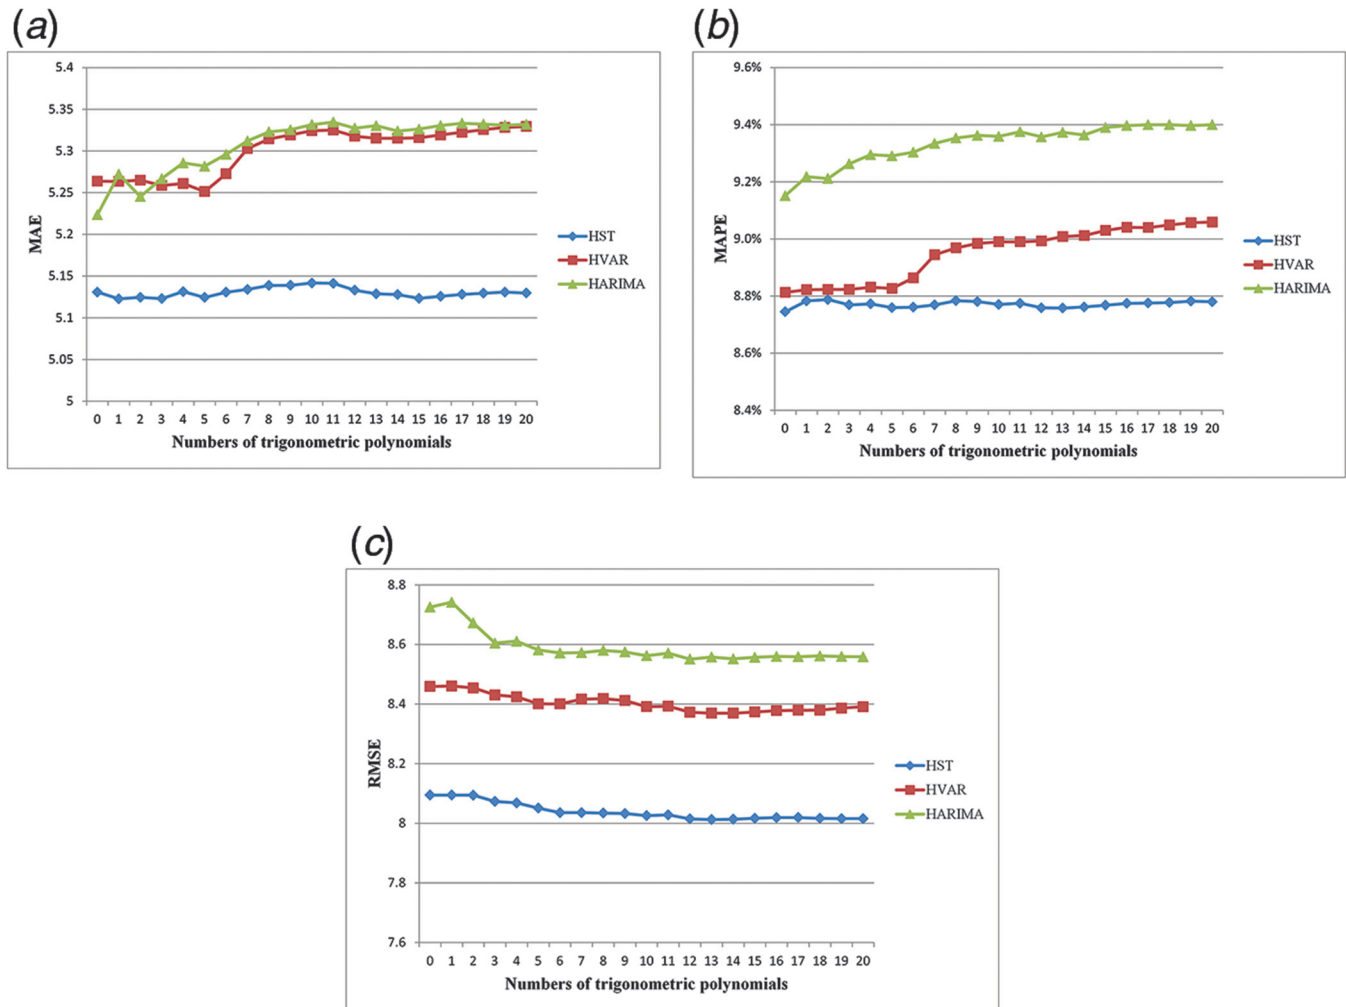 (a)
5.4
5.35
5.3
5.25
5.2
5.15
5.1
5.05
5
MAE
0 1 2 3 4 5 6 7 8 9 10 11 12 13 14 15 16 17 18 19 20
Numbers of trigonometric polynomials
HST
HVAR
HARIMA
(b)
9.6%
9.4%
9.2%
9.0%
8.8%
8.6%
8.4%
MAPE
0 1 2 3 4 5 6 7 8 9 10 11 12 13 14 15 16 17 18 19 20
Numbers of trigonometric polynomials
HST
HVAR
HARIMA
(c)
8.8
8.6
8.4
8.2
8
7.8
7.6
RMSE
0 1 2 3 4 5 6 7 8 9 10 11 12 13 14 15 16 17 18 19 20
Numbers of trigonometric polynomials
HST
HVAR
HARIMA